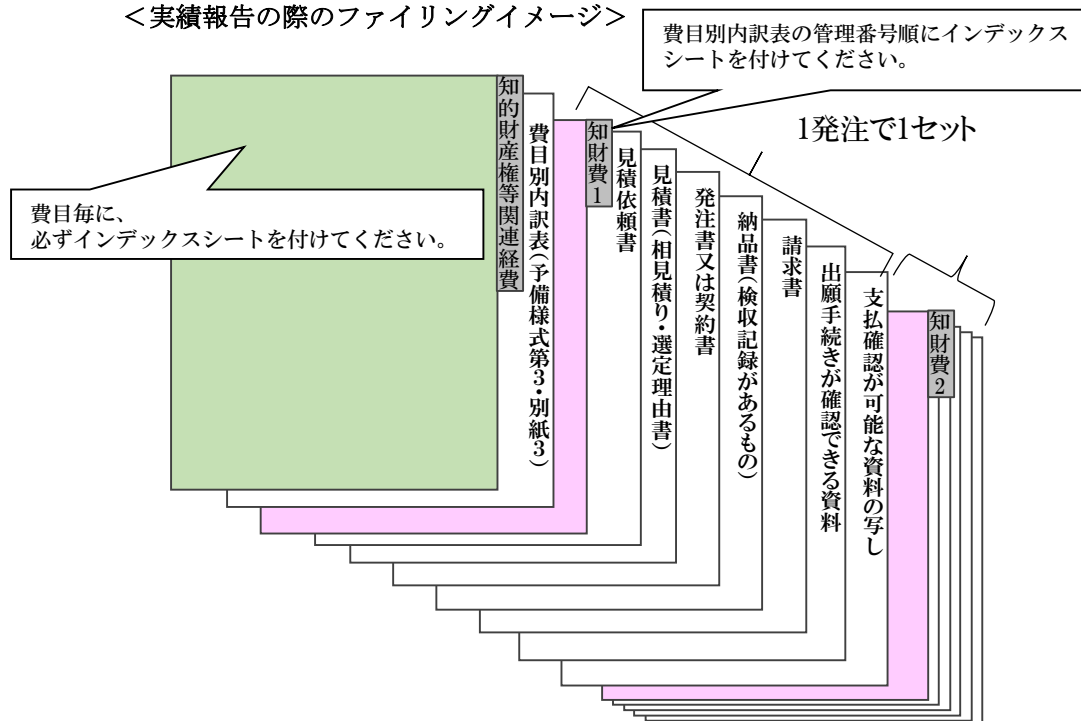 ＜実績報告の際のファイリングイメージ＞
費目別内訳表の管理番号順にインデックス
シートを付けてください。
1発注で1セット
費目毎に、
必ずインデックスシートを付けてください。
知的財産権等関連経費
費目別内訳表（予備様式第3・別紙3）
知財費1
見積依頼書
見積書（相見積り・選定理由書）
発注書又は契約書
納品書（検収記録があるもの）
請求書
出願手続きが確認できる資料
支払確認が可能な資料の写し
知財費2